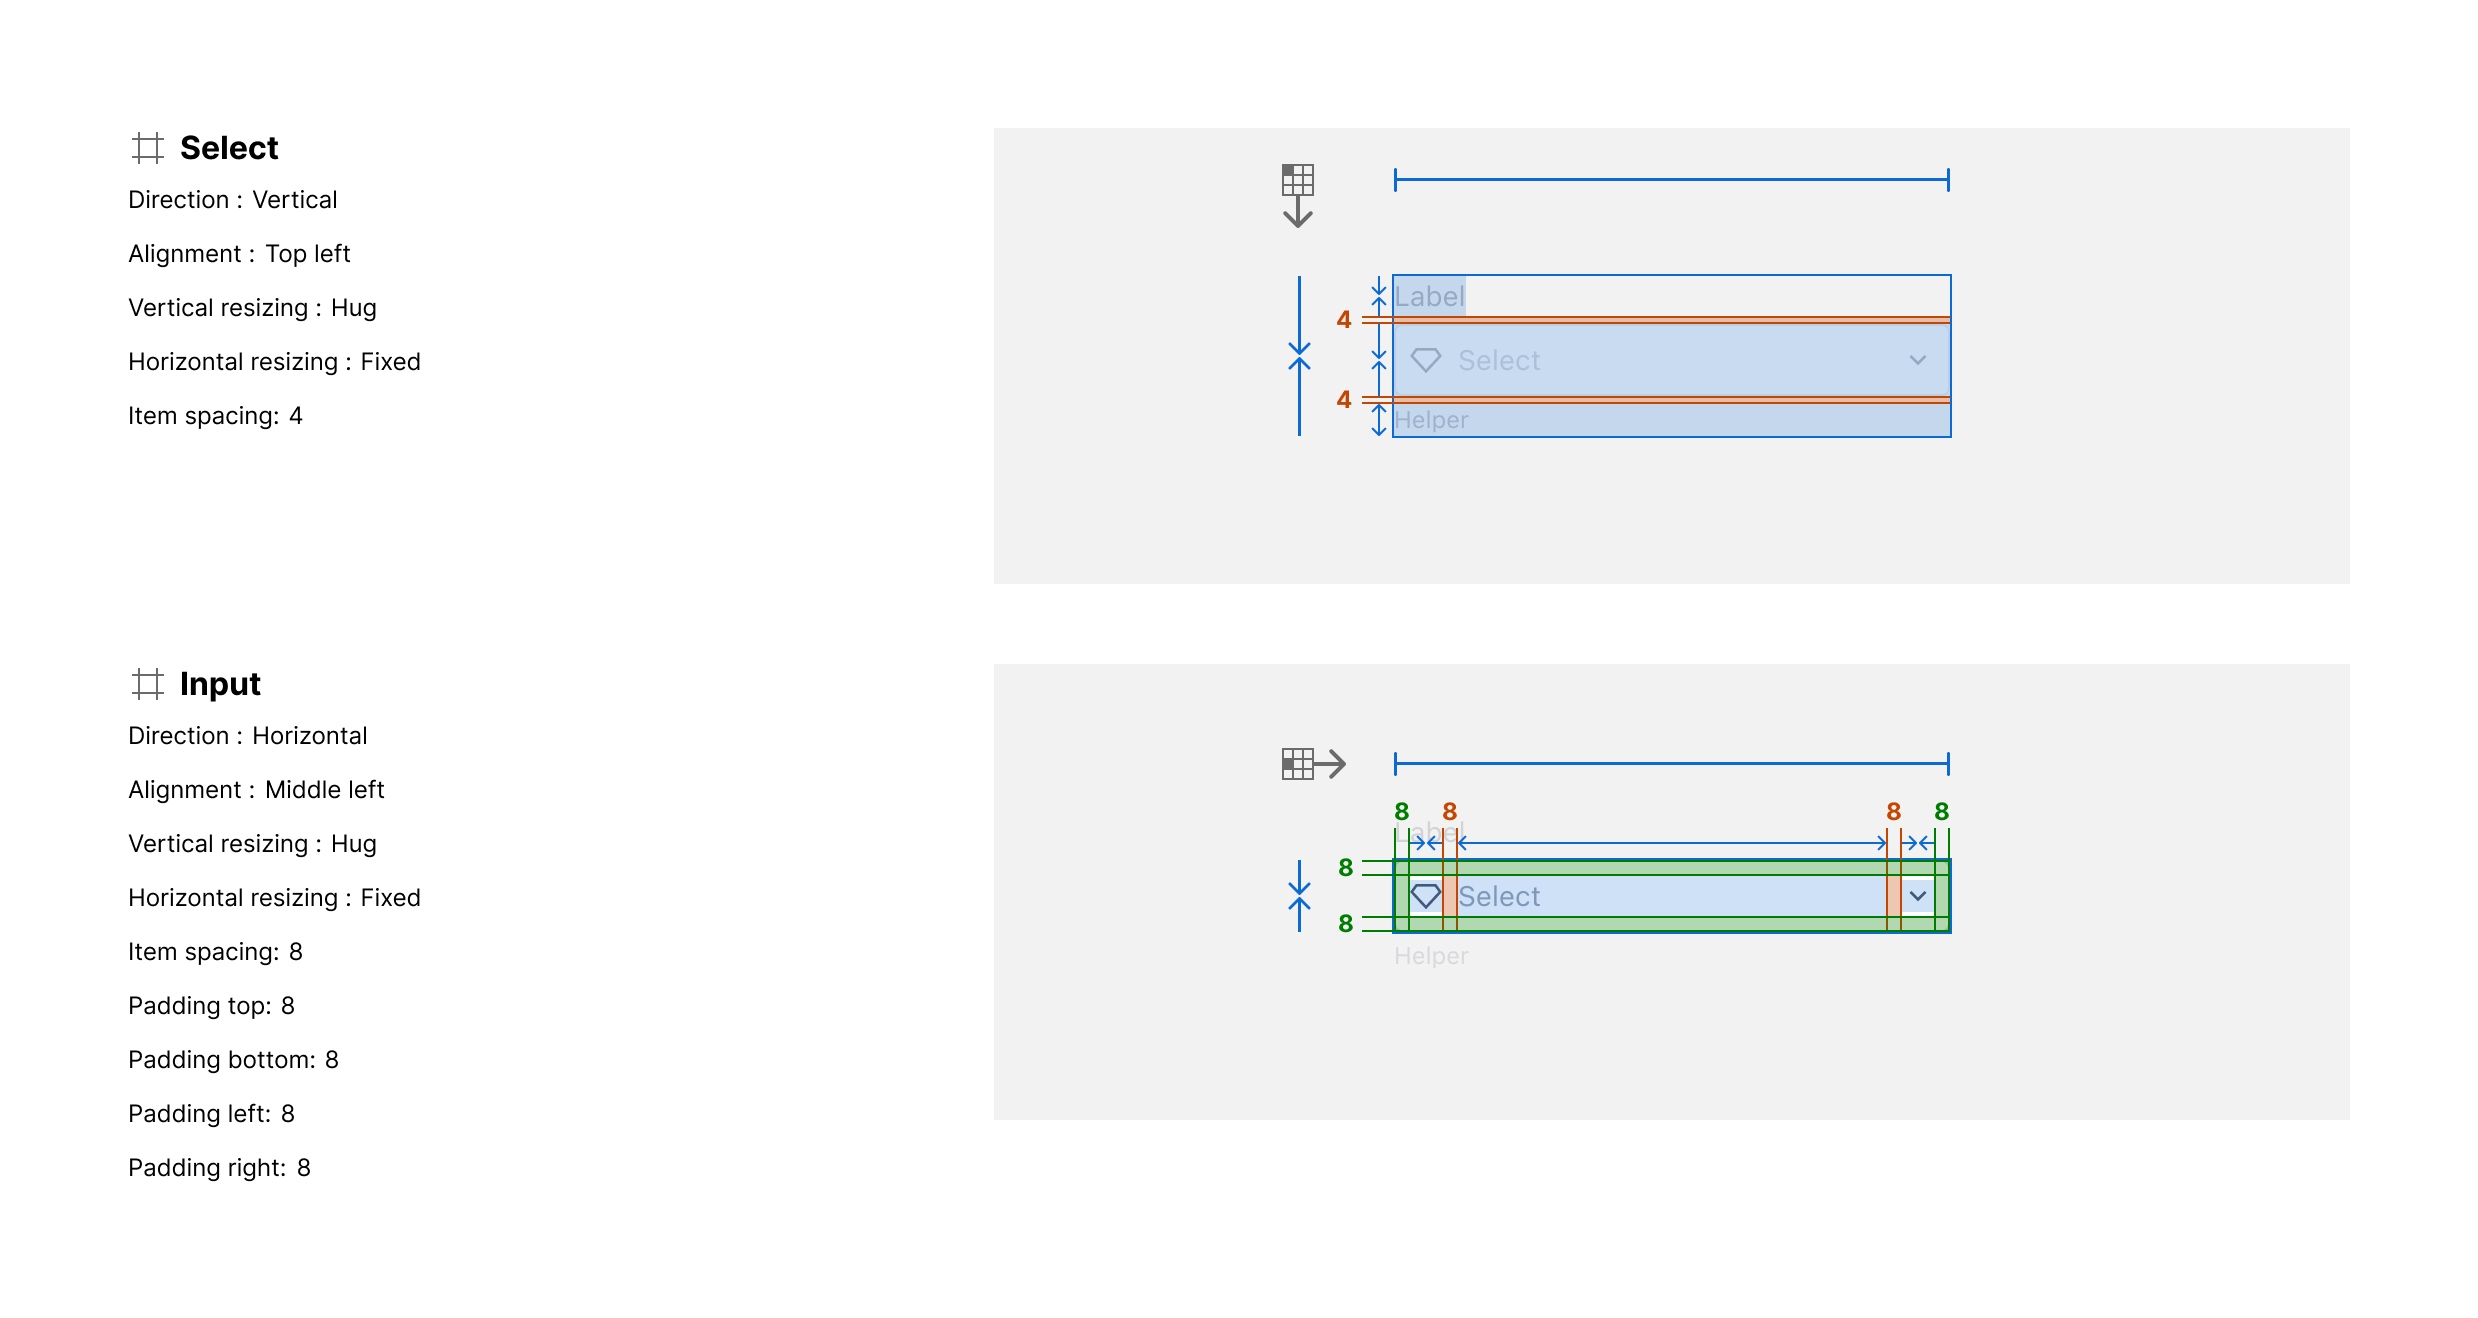 Select
Direction : Vertical
Alignment : Top left
Vertical resizing : Hug
Horizontal resizing : Fixed
Item spacing: 4
Label
4
Select
4
Helper
Input
Direction : Horizontal
Alignment : Middle left
Vertical resizing : Hug
Horizontal resizing : Fixed
Item spacing: 8
Padding top: 8
Padding bottom: 8
Padding left: 8
Padding right: 8
8 8 8 8
Label
8
Select
8
Helper